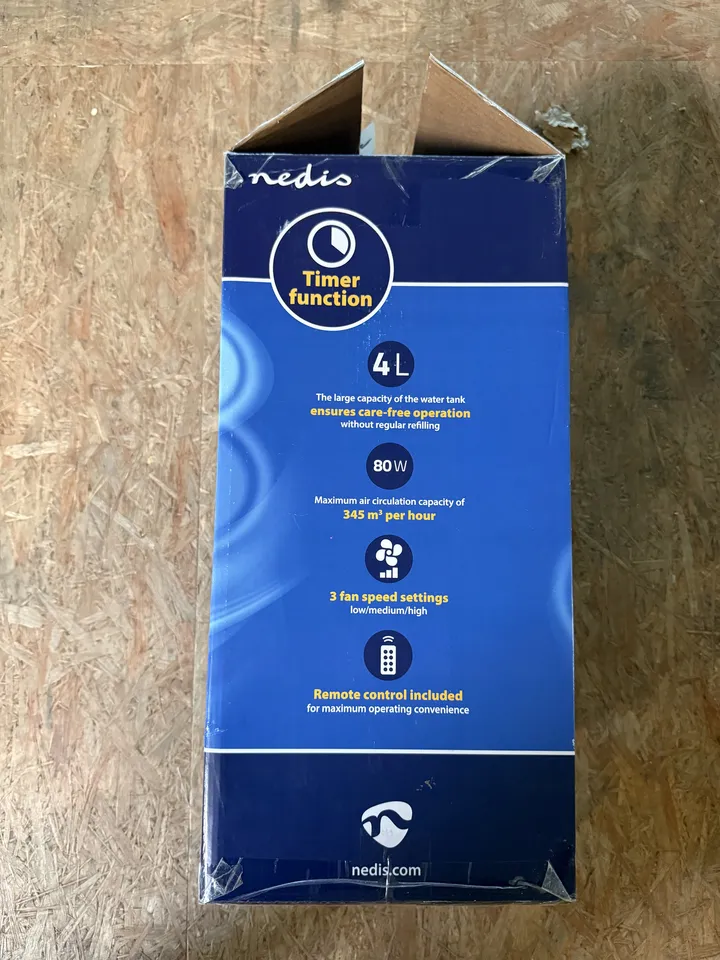 nedis
Timer
function
4L
The large capacity of the water tank
ensures care-free operation
without regular refilling
80W
Maximum air circulation capacity of
345 m³ per hour
3 fan speed settings
low/medium/high
Remote control included
for maximum operating convenience
nedis.com